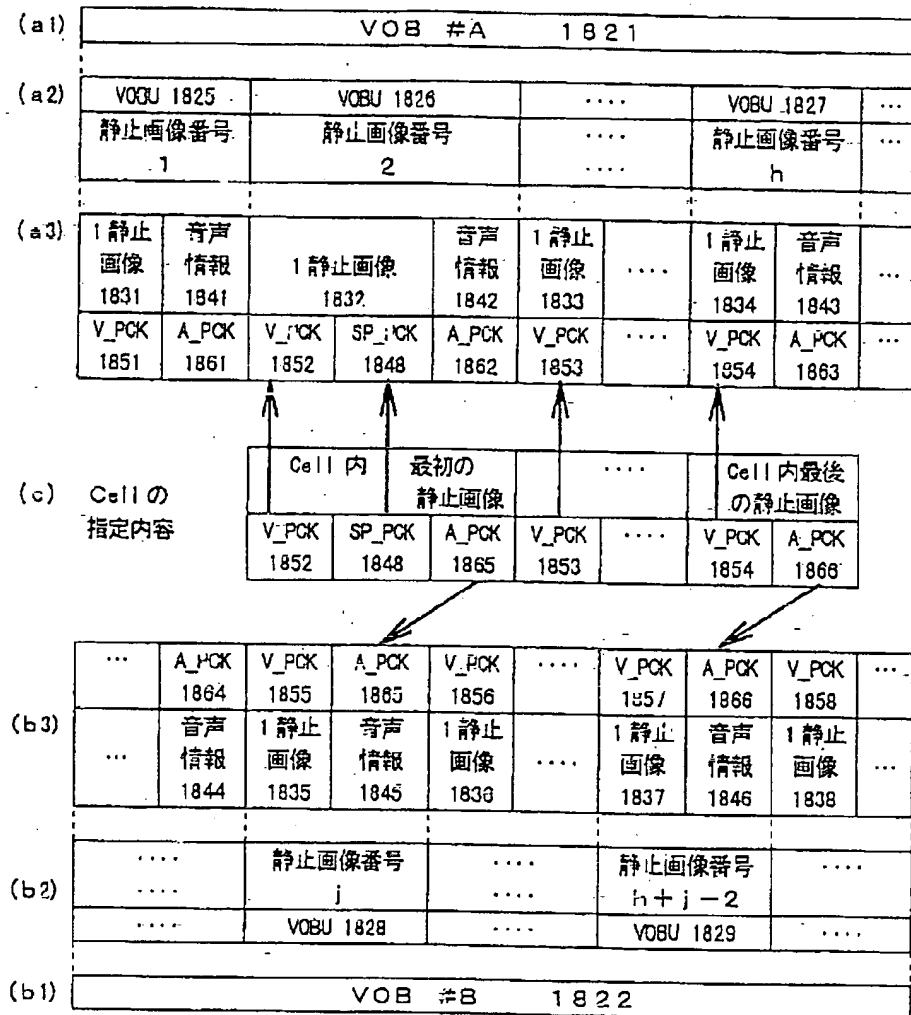 (a1) VOB #A 1821
(a2) VOBU 1825 VOBU 1826 ‥‥ VOBU 1827 …
静止画像番号 静止画像番号 ‥‥ 静止画像番号 …
1 2 ‥‥ h
(a3) 1静止 音声 音声 1静止 1静止 音声
画像 情報 1静止画像 情報 画像 ‥‥ 画像 情報 …
1831 1841 1832 1842 1833 1834 1843
V_PCK A_PCK V_PCK SP_PCK A_PCK V_PCK ‥‥ V_PCK A_PCK …
1851 1861 1852 1848 1862 1853 1854 1863
Cell内 最初の ‥‥ Cell内最後
(c) Cellの 静止画像 の静止画像
指定内容 V_PCK SP_PCK A_PCK V_PCK ‥‥ V_PCK A_PCK
1852 1848 1865 1853 1854 1866
… A_PCK V_PCK A_PCK V_PCK ‥‥ V_PCK A_PCK V_PCK …
1864 1855 1865 1856 1857 1866 1858
(b3) 音声 1静止 音声 1静止 1静止 音声 1静止
… 情報 画像 情報 画像 ‥‥ 画像 情報 画像 …
1844 1835 1845 1836 1837 1846 1838
‥‥ 静止画像番号 ‥‥ 静止画像番号 ‥‥
(b2) ‥‥ j ‥‥ h+j-2 ‥‥
‥‥ VOBU 1828 ‥‥ VOBU 1829 ‥‥
(b1) VOB #B 1822